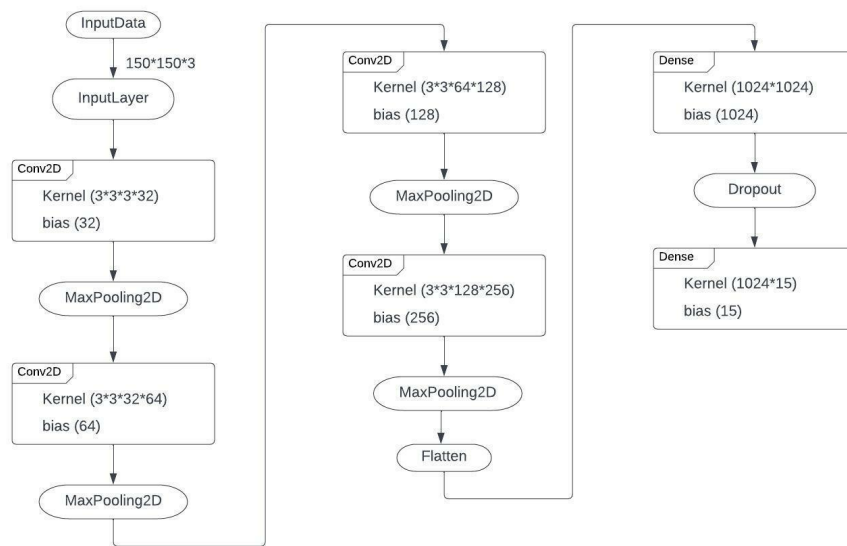 InputData
150*150*3
InputLayer
Conv2D
Kernel (3*3*3*32)
bias (32)
MaxPooling2D
Conv2D
Kernel (3*3*32*64)
bias (64)
MaxPooling2D
Conv2D
Kernel (3*3*64*128)
bias (128)
MaxPooling2D
Conv2D
Kernel (3*3*128*256)
bias (256)
MaxPooling2D
Flatten
Dense
Kernel (1024*1024)
bias (1024)
Dropout
Dense
Kernel (1024*15)
bias (15)